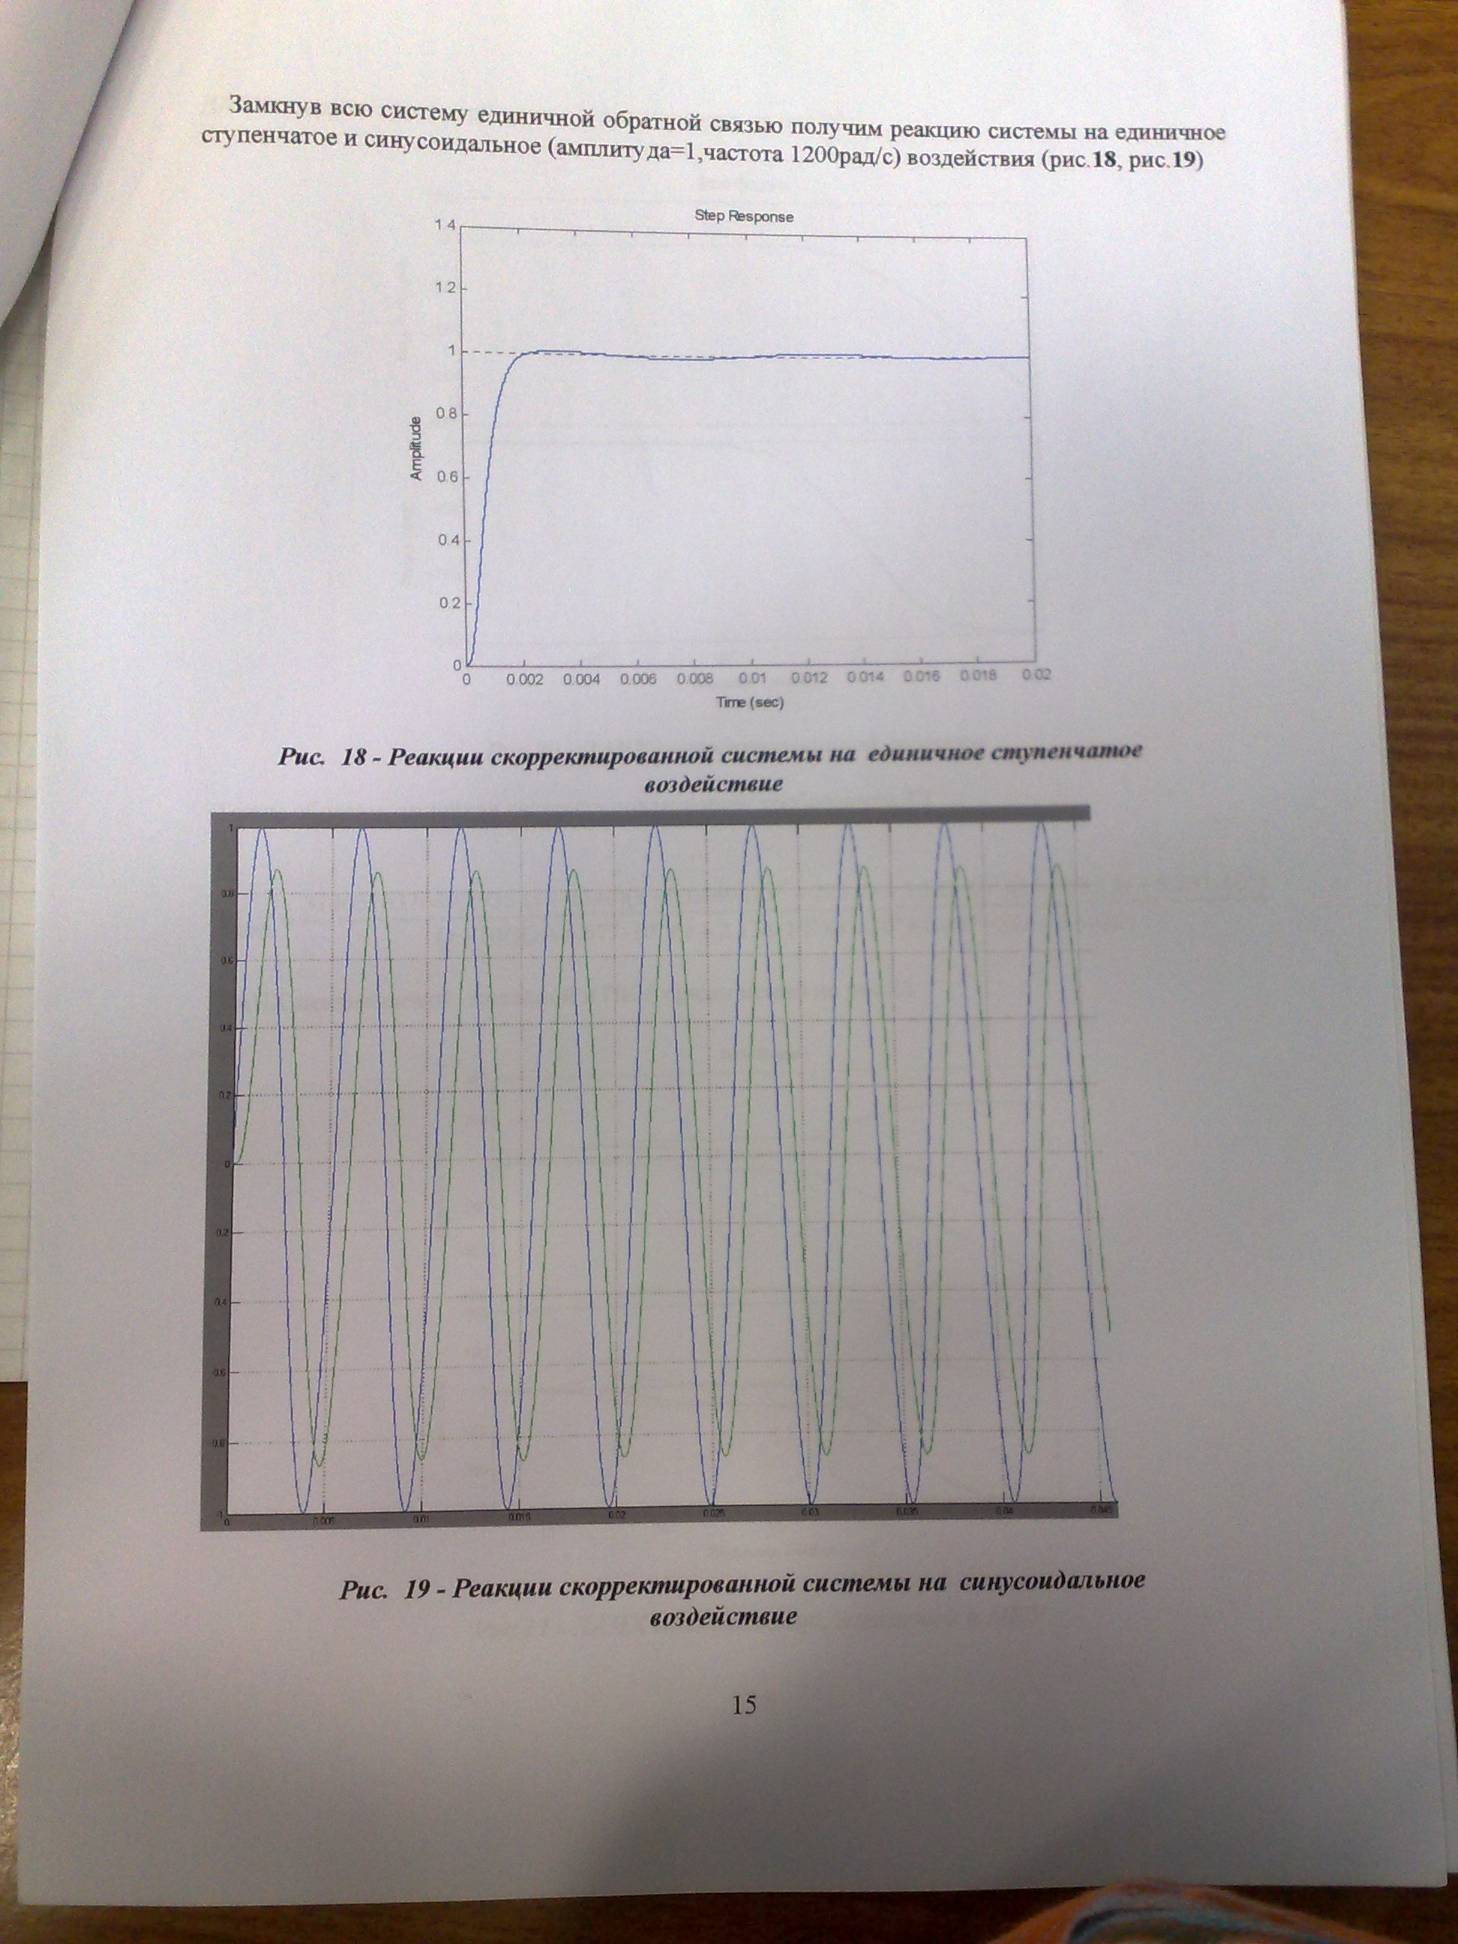 Замкнув всю систему единичной обратной связью получим реакцию системы на единичное
ступенчатое и синусоидальное (амплитуда=1,частота 1200рад/с) воздействия (рис.18, рис.19)
Step Response
1.4
1.2
1
0.8
0.6
0.4
0.2
0
Amplitude
0 0.002 0.004 0.006 0.008 0.01 0.012 0.014 0.016 0.018 0.02
Time (sec)
Рис. 18 - Реакции скорректированной системы на единичное ступенчатое
воздействие
1
0.8
0.6
0.4
0.2
0
0.2
0.4
0.6
0.8
-1
0 0.005 0.01 0.015 0.02 0.025 0.03 0.035 0.04 0.045
Рис. 19 - Реакции скорректированной системы на синусоидальное
воздействие
15